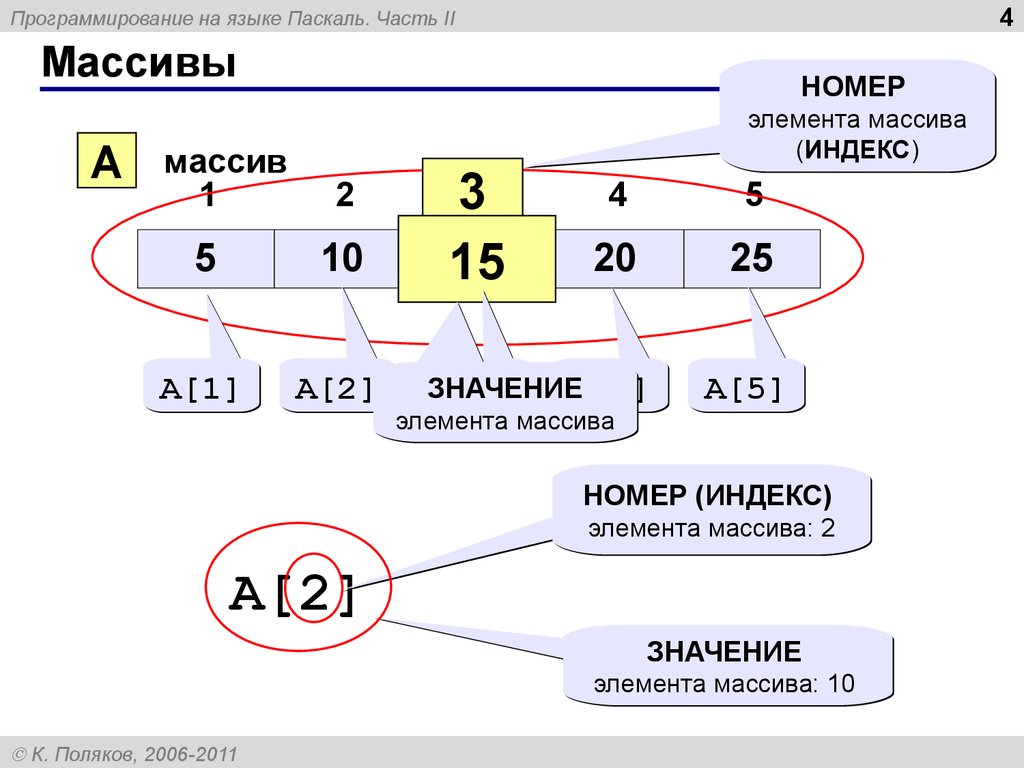 Программирование на языке Паскаль. Часть II
4
Массивы
НОМЕР
элемента массива
(ИНДЕКС)
A
массив
1 2 3 4 5
5 10 15 20 25
A[1] A[2] ] A[5]
ЗНАЧЕНИЕ
элемента массива
НОМЕР (ИНДЕКС)
элемента массива: 2
A[2]
ЗНАЧЕНИЕ
элемента массива: 10
© К. Поляков, 2006-2011